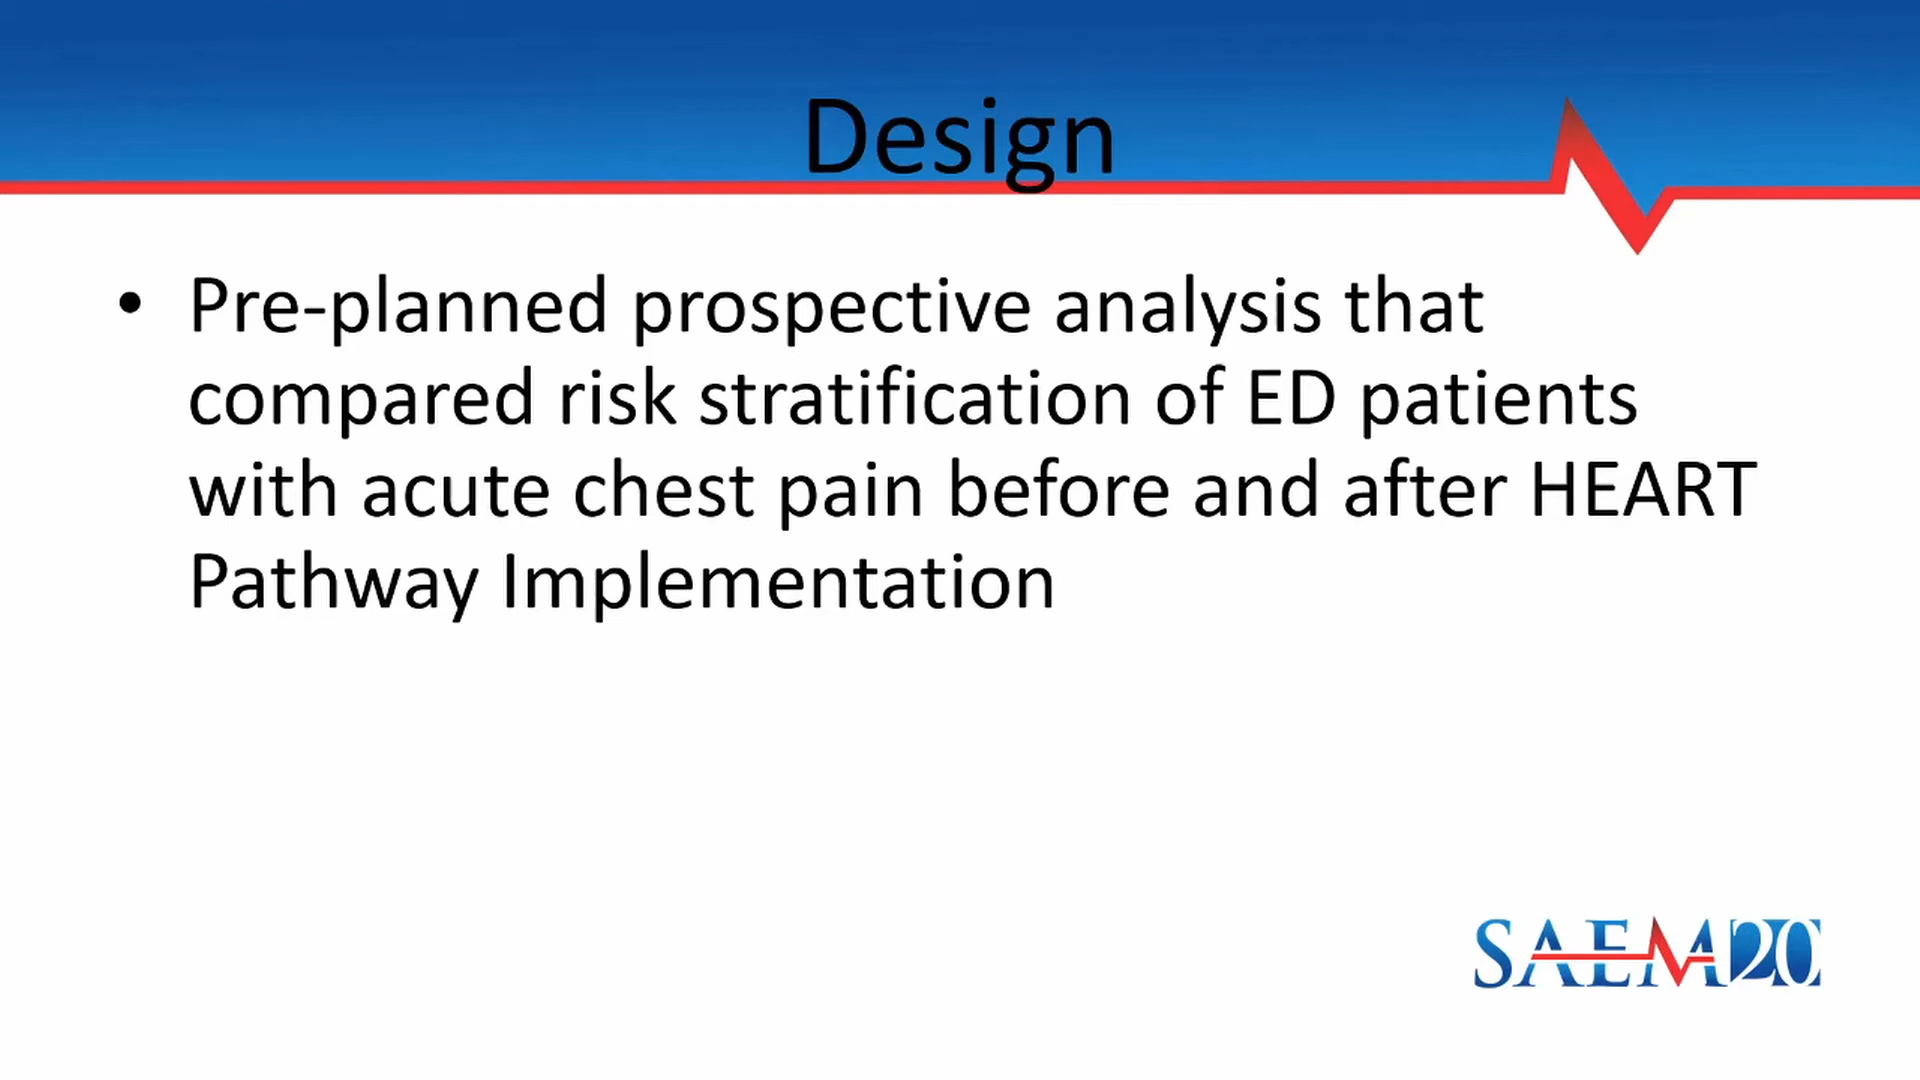 Design
• Pre-planned prospective analysis that
compared risk stratification of ED patients
with acute chest pain before and after HEART
Pathway Implementation
SAEM20